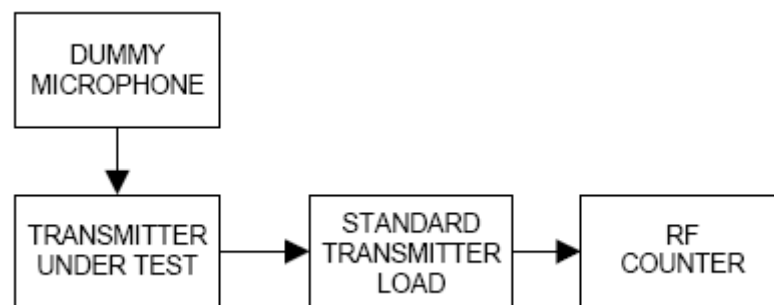 DUMMY
MICROPHONE
TRANSMITTER
UNDER TEST
STANDARD
TRANSMITTER
LOAD
RF
COUNTER